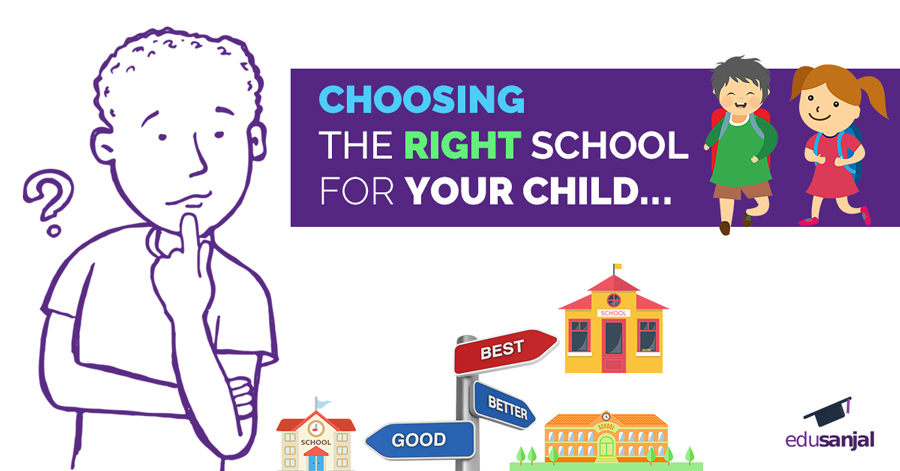 CHOOSING
THE RIGHT SCHOOL
FOR YOUR CHILD...
?
SCHOOL
BEST
BETTER
SCHOOL
GOOD
SCHOOL
edusanjal